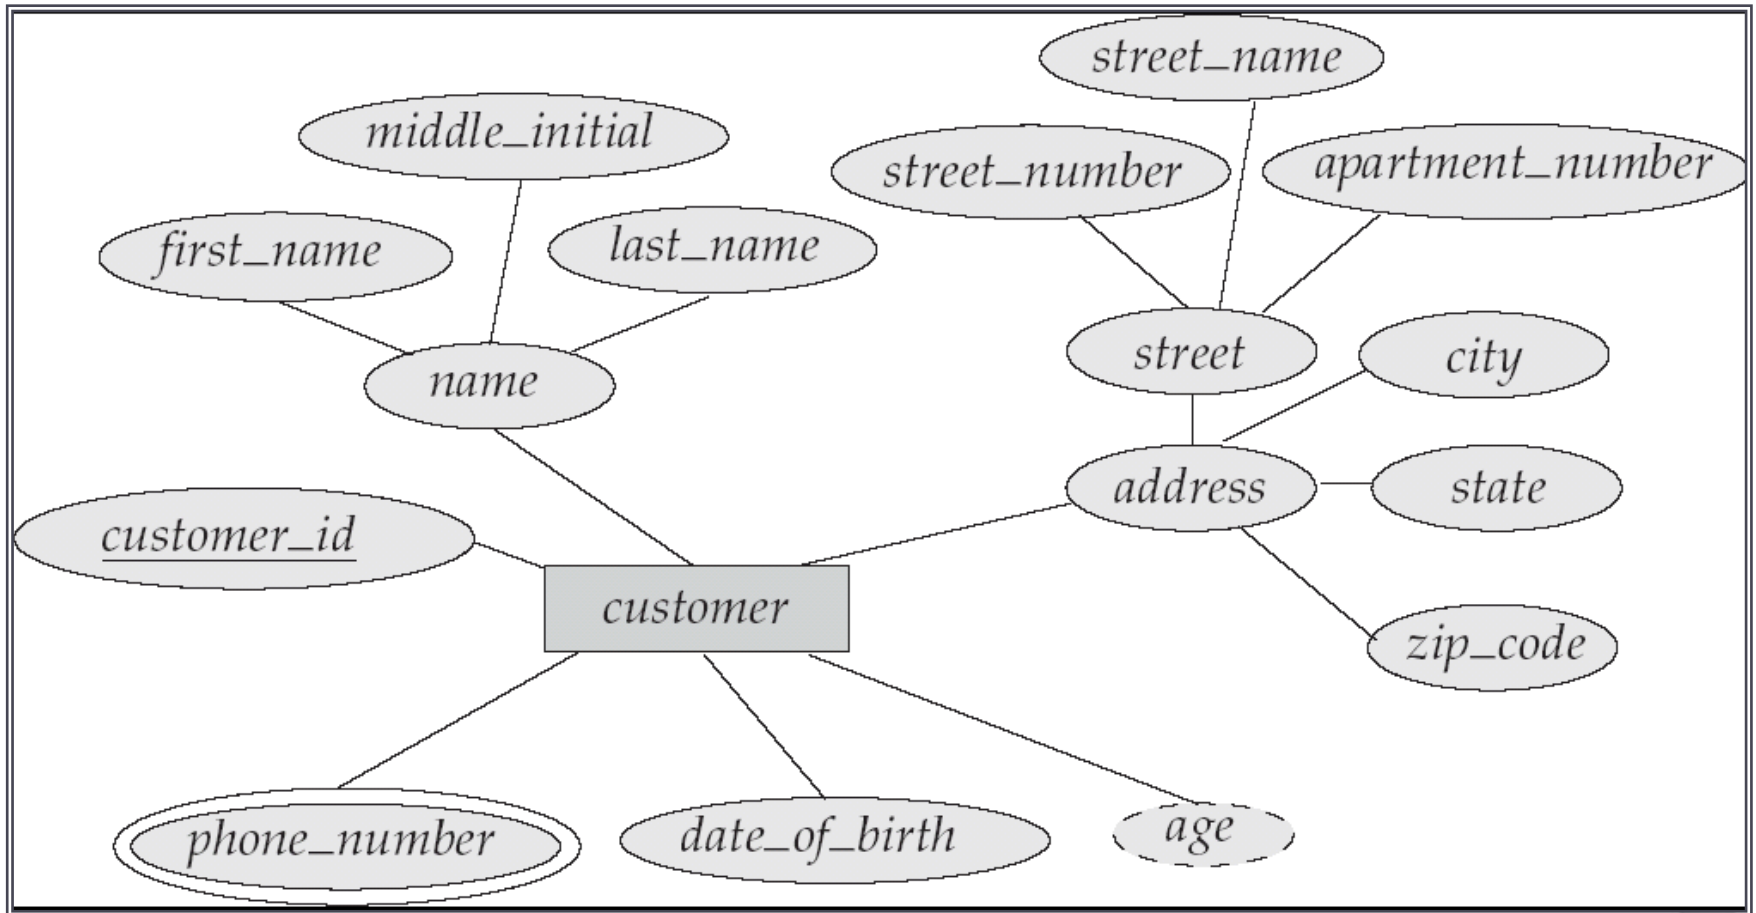 street_name
middle_initial
street_number
apartment_number
first_name
last_name
street
city
name
address
state
customer_id
customer
zip_code
phone_number
date_of_birth
age